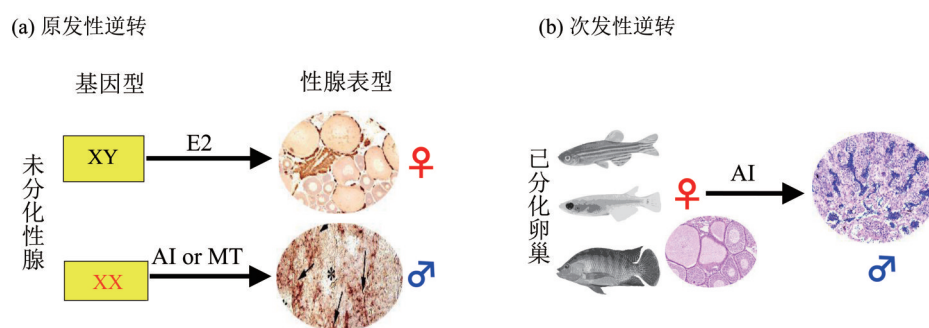 (a) 原发性逆转
基因型
性腺表型
未分化性腺
XY
E2
♀
XX
AI or MT
*
♂
(b) 次发性逆转
已分化卵巢
♀
AI
♂